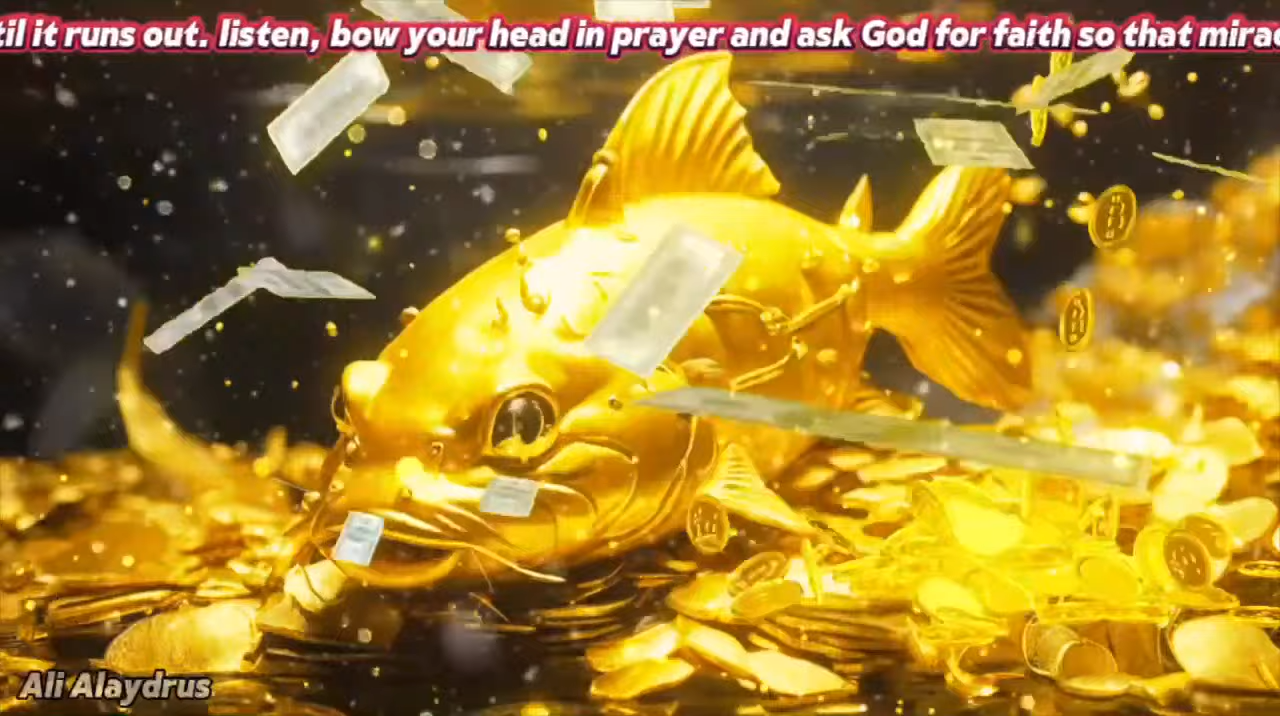 til it runs out. listen, bow your head in prayer and ask God for faith so that mirac
Ali Alaydrus